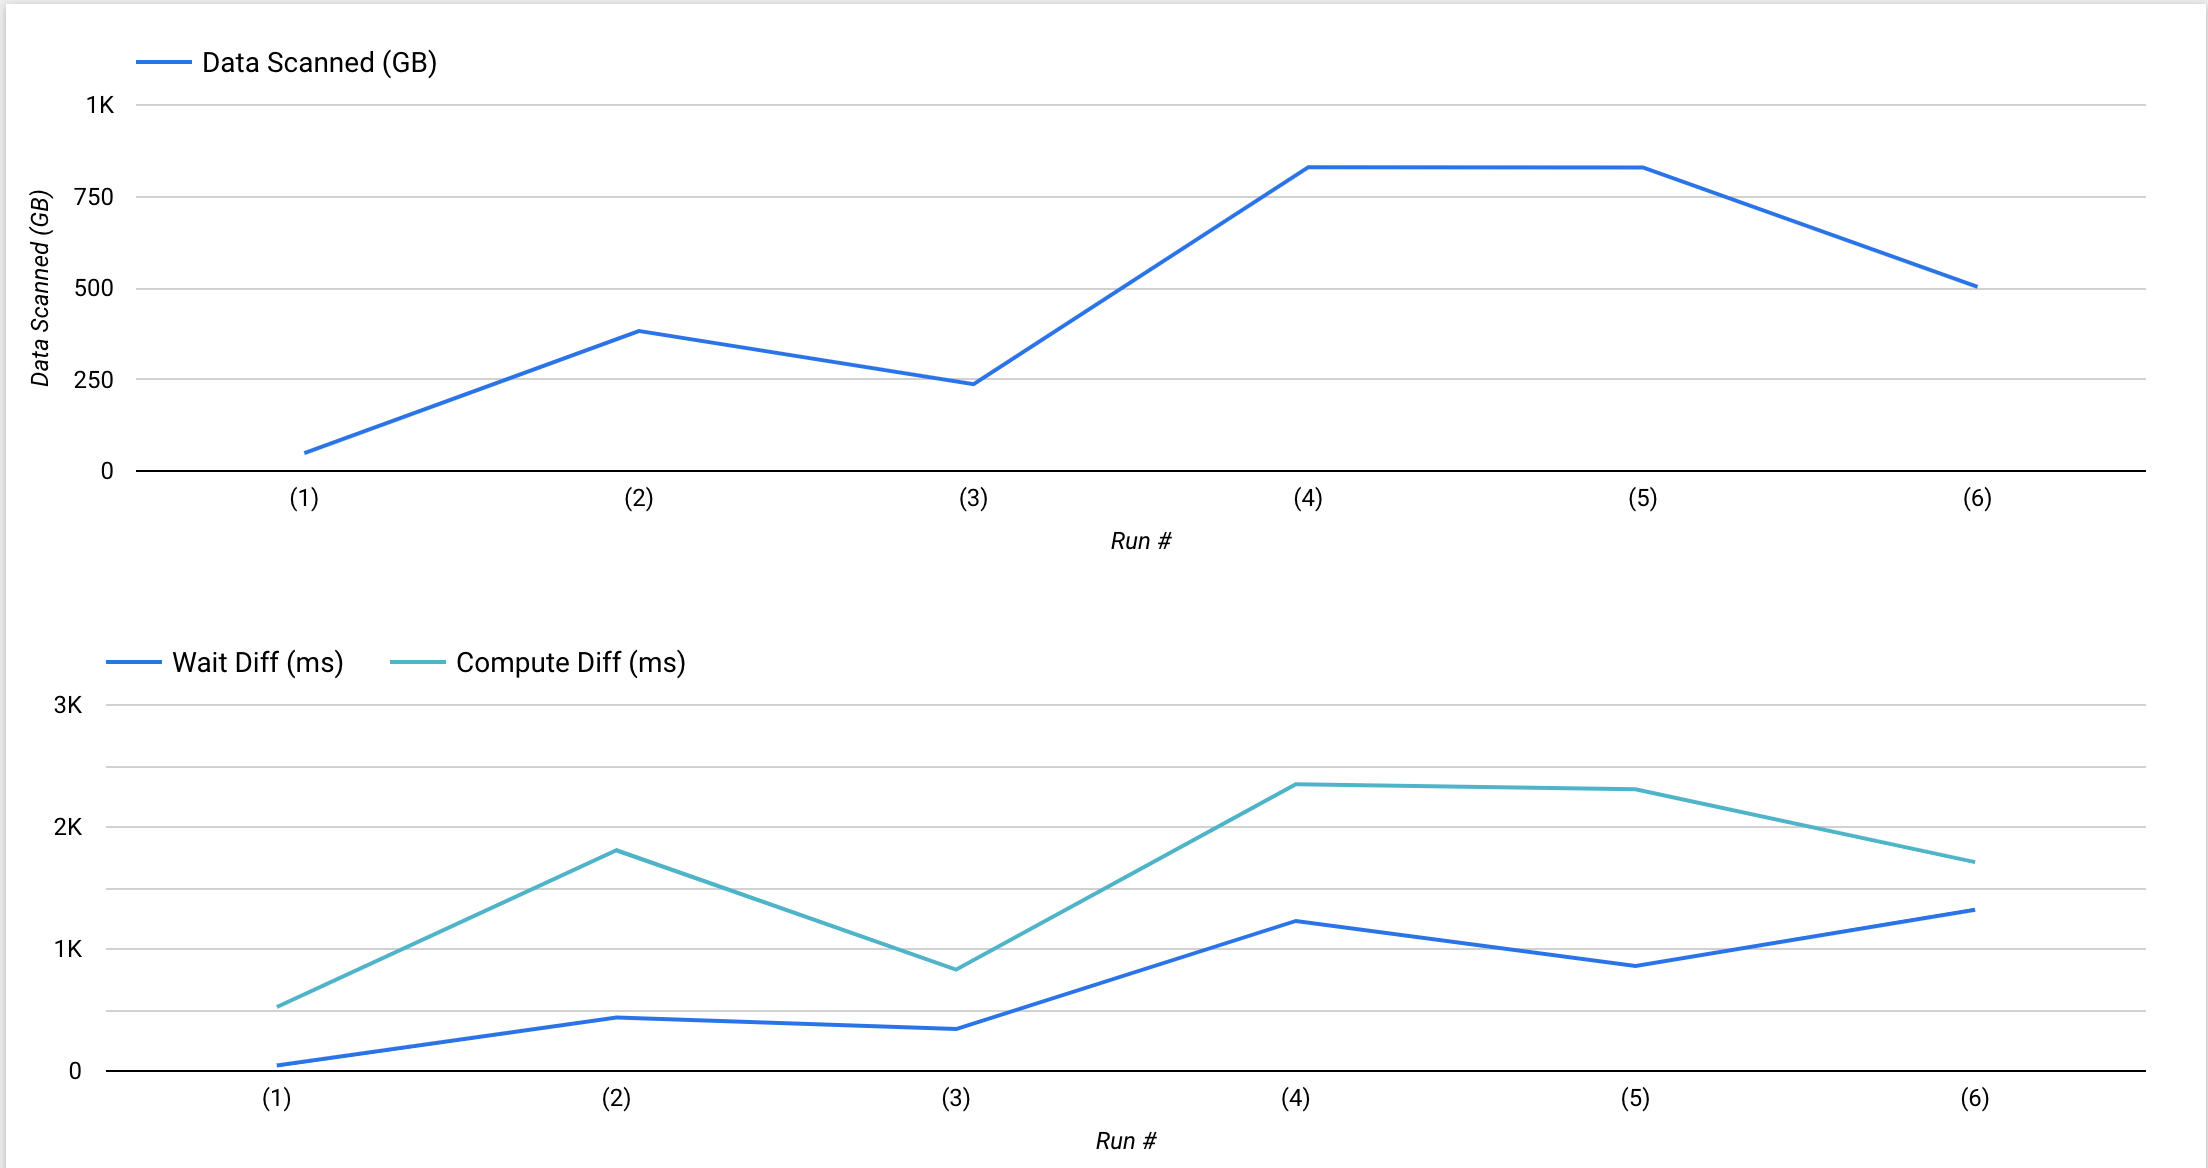 Data Scanned (GB)
1K
750
500
250
0
Data Scanned (GB)
(1) (2) (3) (4) (5) (6)
Run #
Wait Diff (ms) Compute Diff (ms)
3K
2K
1K
0
(1) (2) (3) (4) (5) (6)
Run #